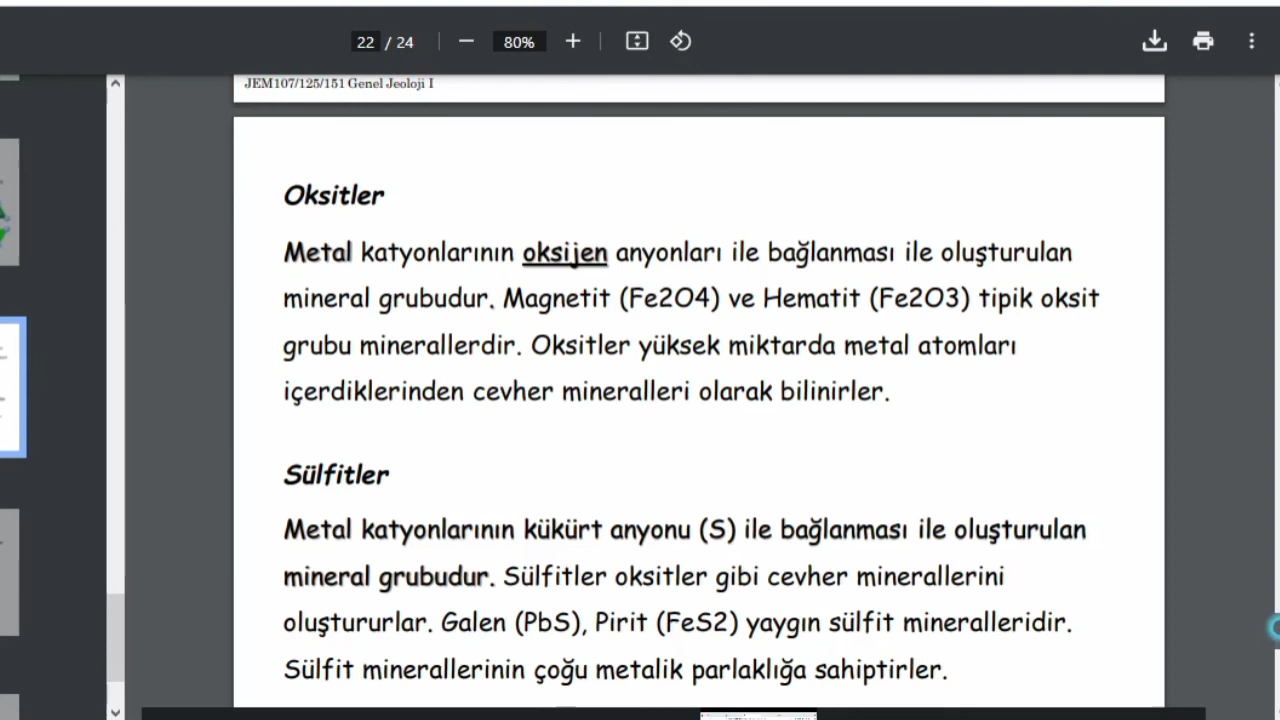 22 / 24
80%
JEM107/125/151 Genel Jeoloji I
Oksitler
Metal katyonlarının oksijen anyonları ile bağlanması ile oluşturulan
mineral grubudur. Magnetit (Fe2O4) ve Hematit (Fe2O3) tipik oksit
grubu minerallerdir. Oksitler yüksek miktarda metal atomları
içerdiklerinden cevher mineralleri olarak bilinirler.
Sülfitler
Metal katyonlarının kükürt anyonu (S) ile bağlanması ile oluşturulan
mineral grubudur. Sülfitler oksitler gibi cevher minerallerini
oluştururlar. Galen (PbS), Pirit (FeS2) yaygın sülfit mineralleridir.
Sülfit minerallerinin çoğu metalik parlaklığa sahiptirler.